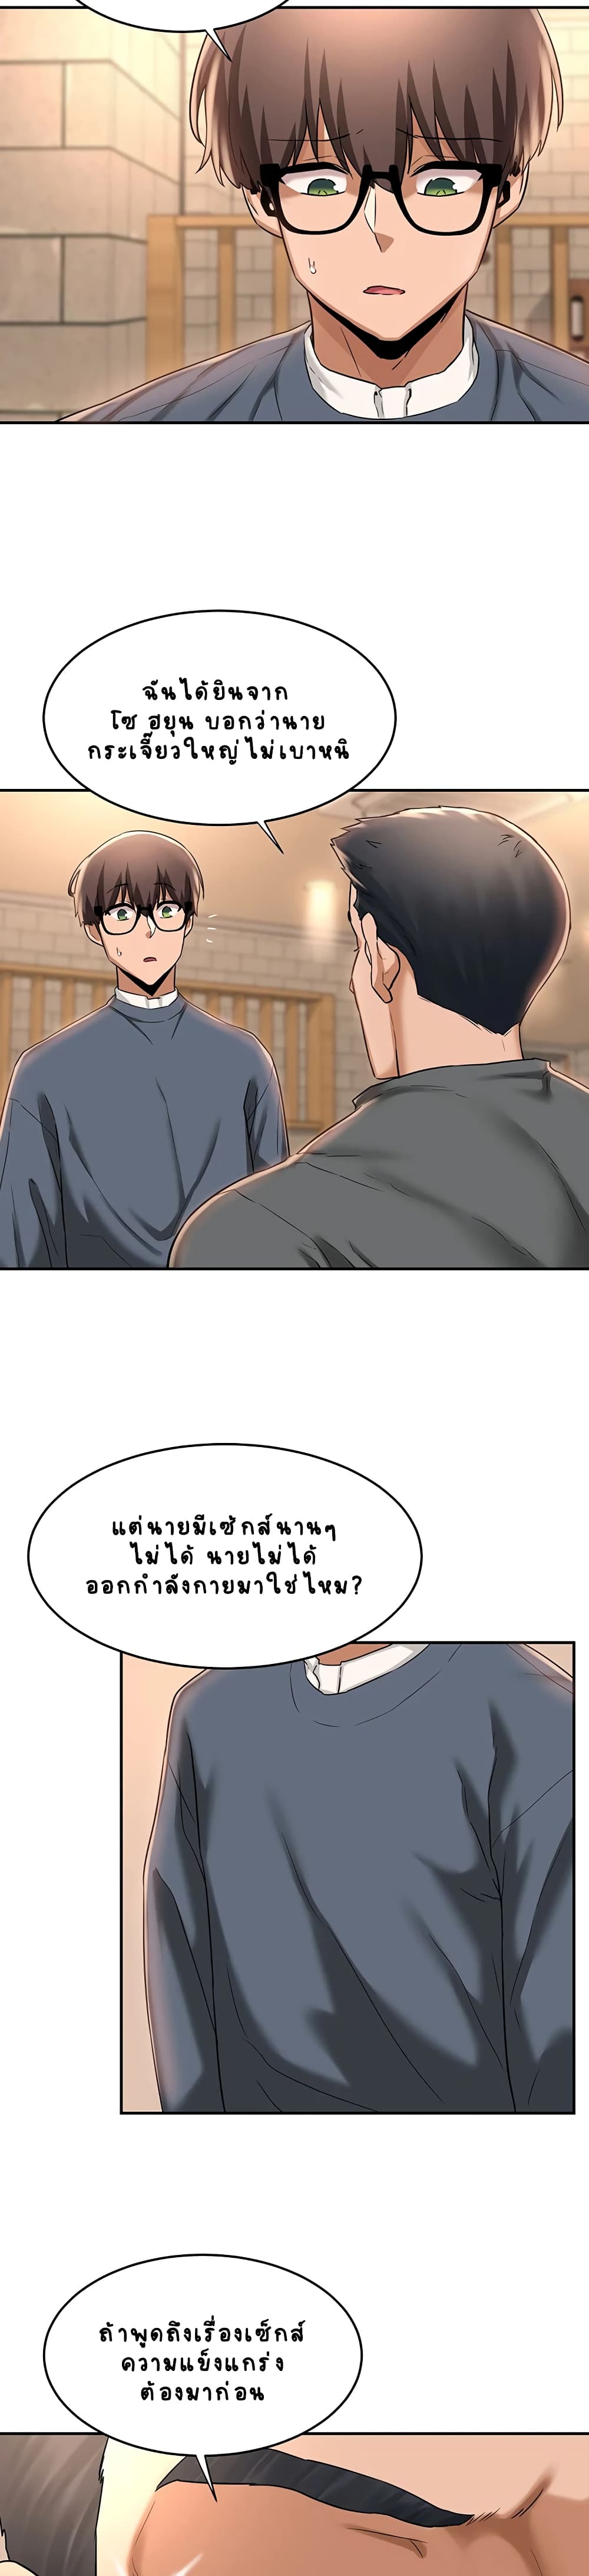 ฉันได้ยินจาก
โซ ฮยุน บอกว่านาย
กระเจี๊ยวใหญ่ไม่เบาหนิ
แต่นายมีเซ้กส์นานๆ
ไม่ได้ นายไม่ได้
ออกกำลังกายมาใช่ไหม?
ถ้าพูดถึงเรื่องเซ็กส์
ความแข็งแกร่ง
ต้องมาก่อน